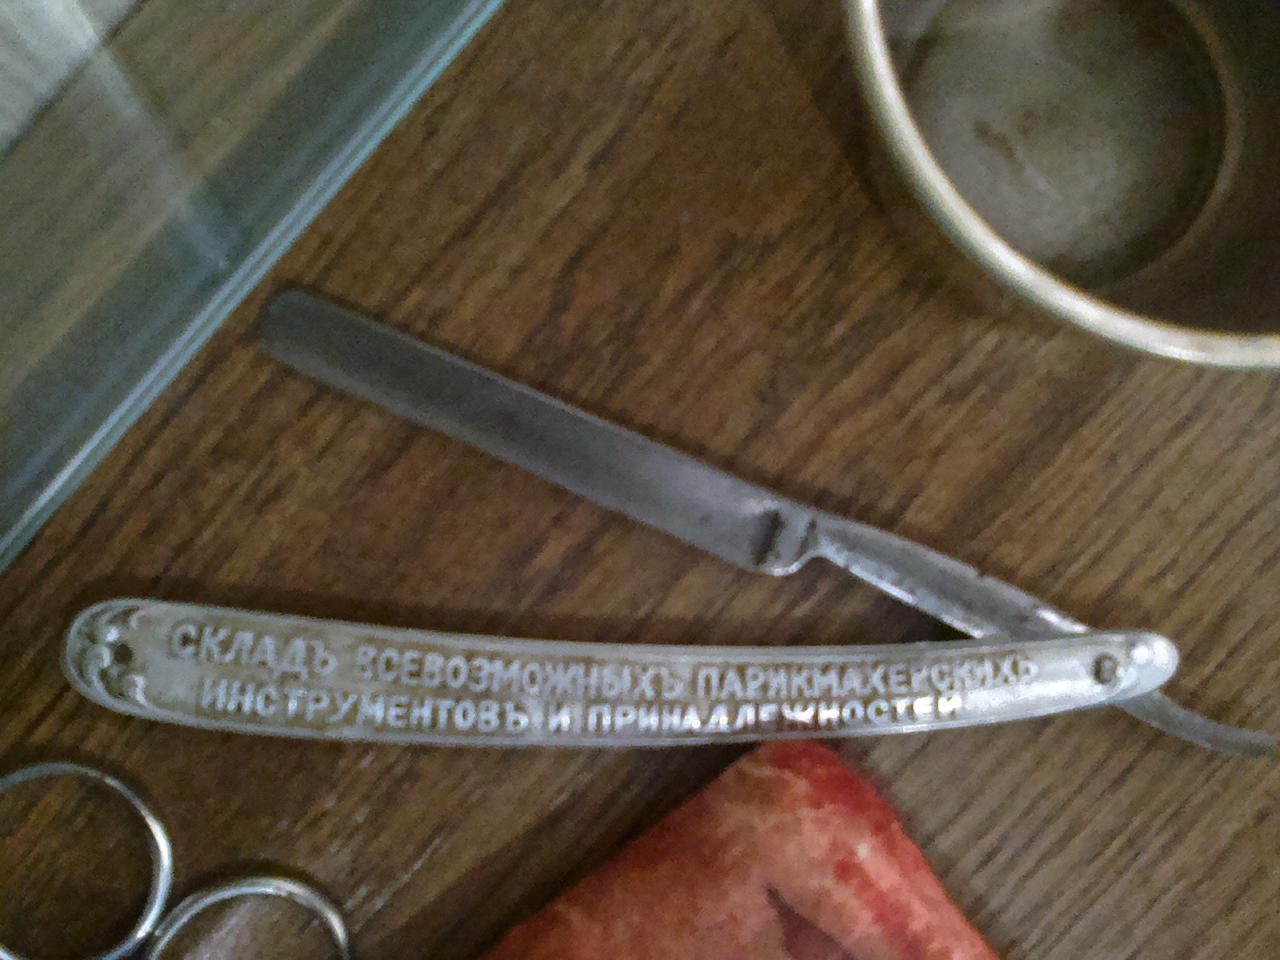 СКЛАДЪ ВСЕВОЗМОЖНЫХЪ ПАРИКМАХЕРСКИХЪ
ИНСТРУМЕНТОВЪ И ПРИНАДЛЕЖНОСТЕЙ